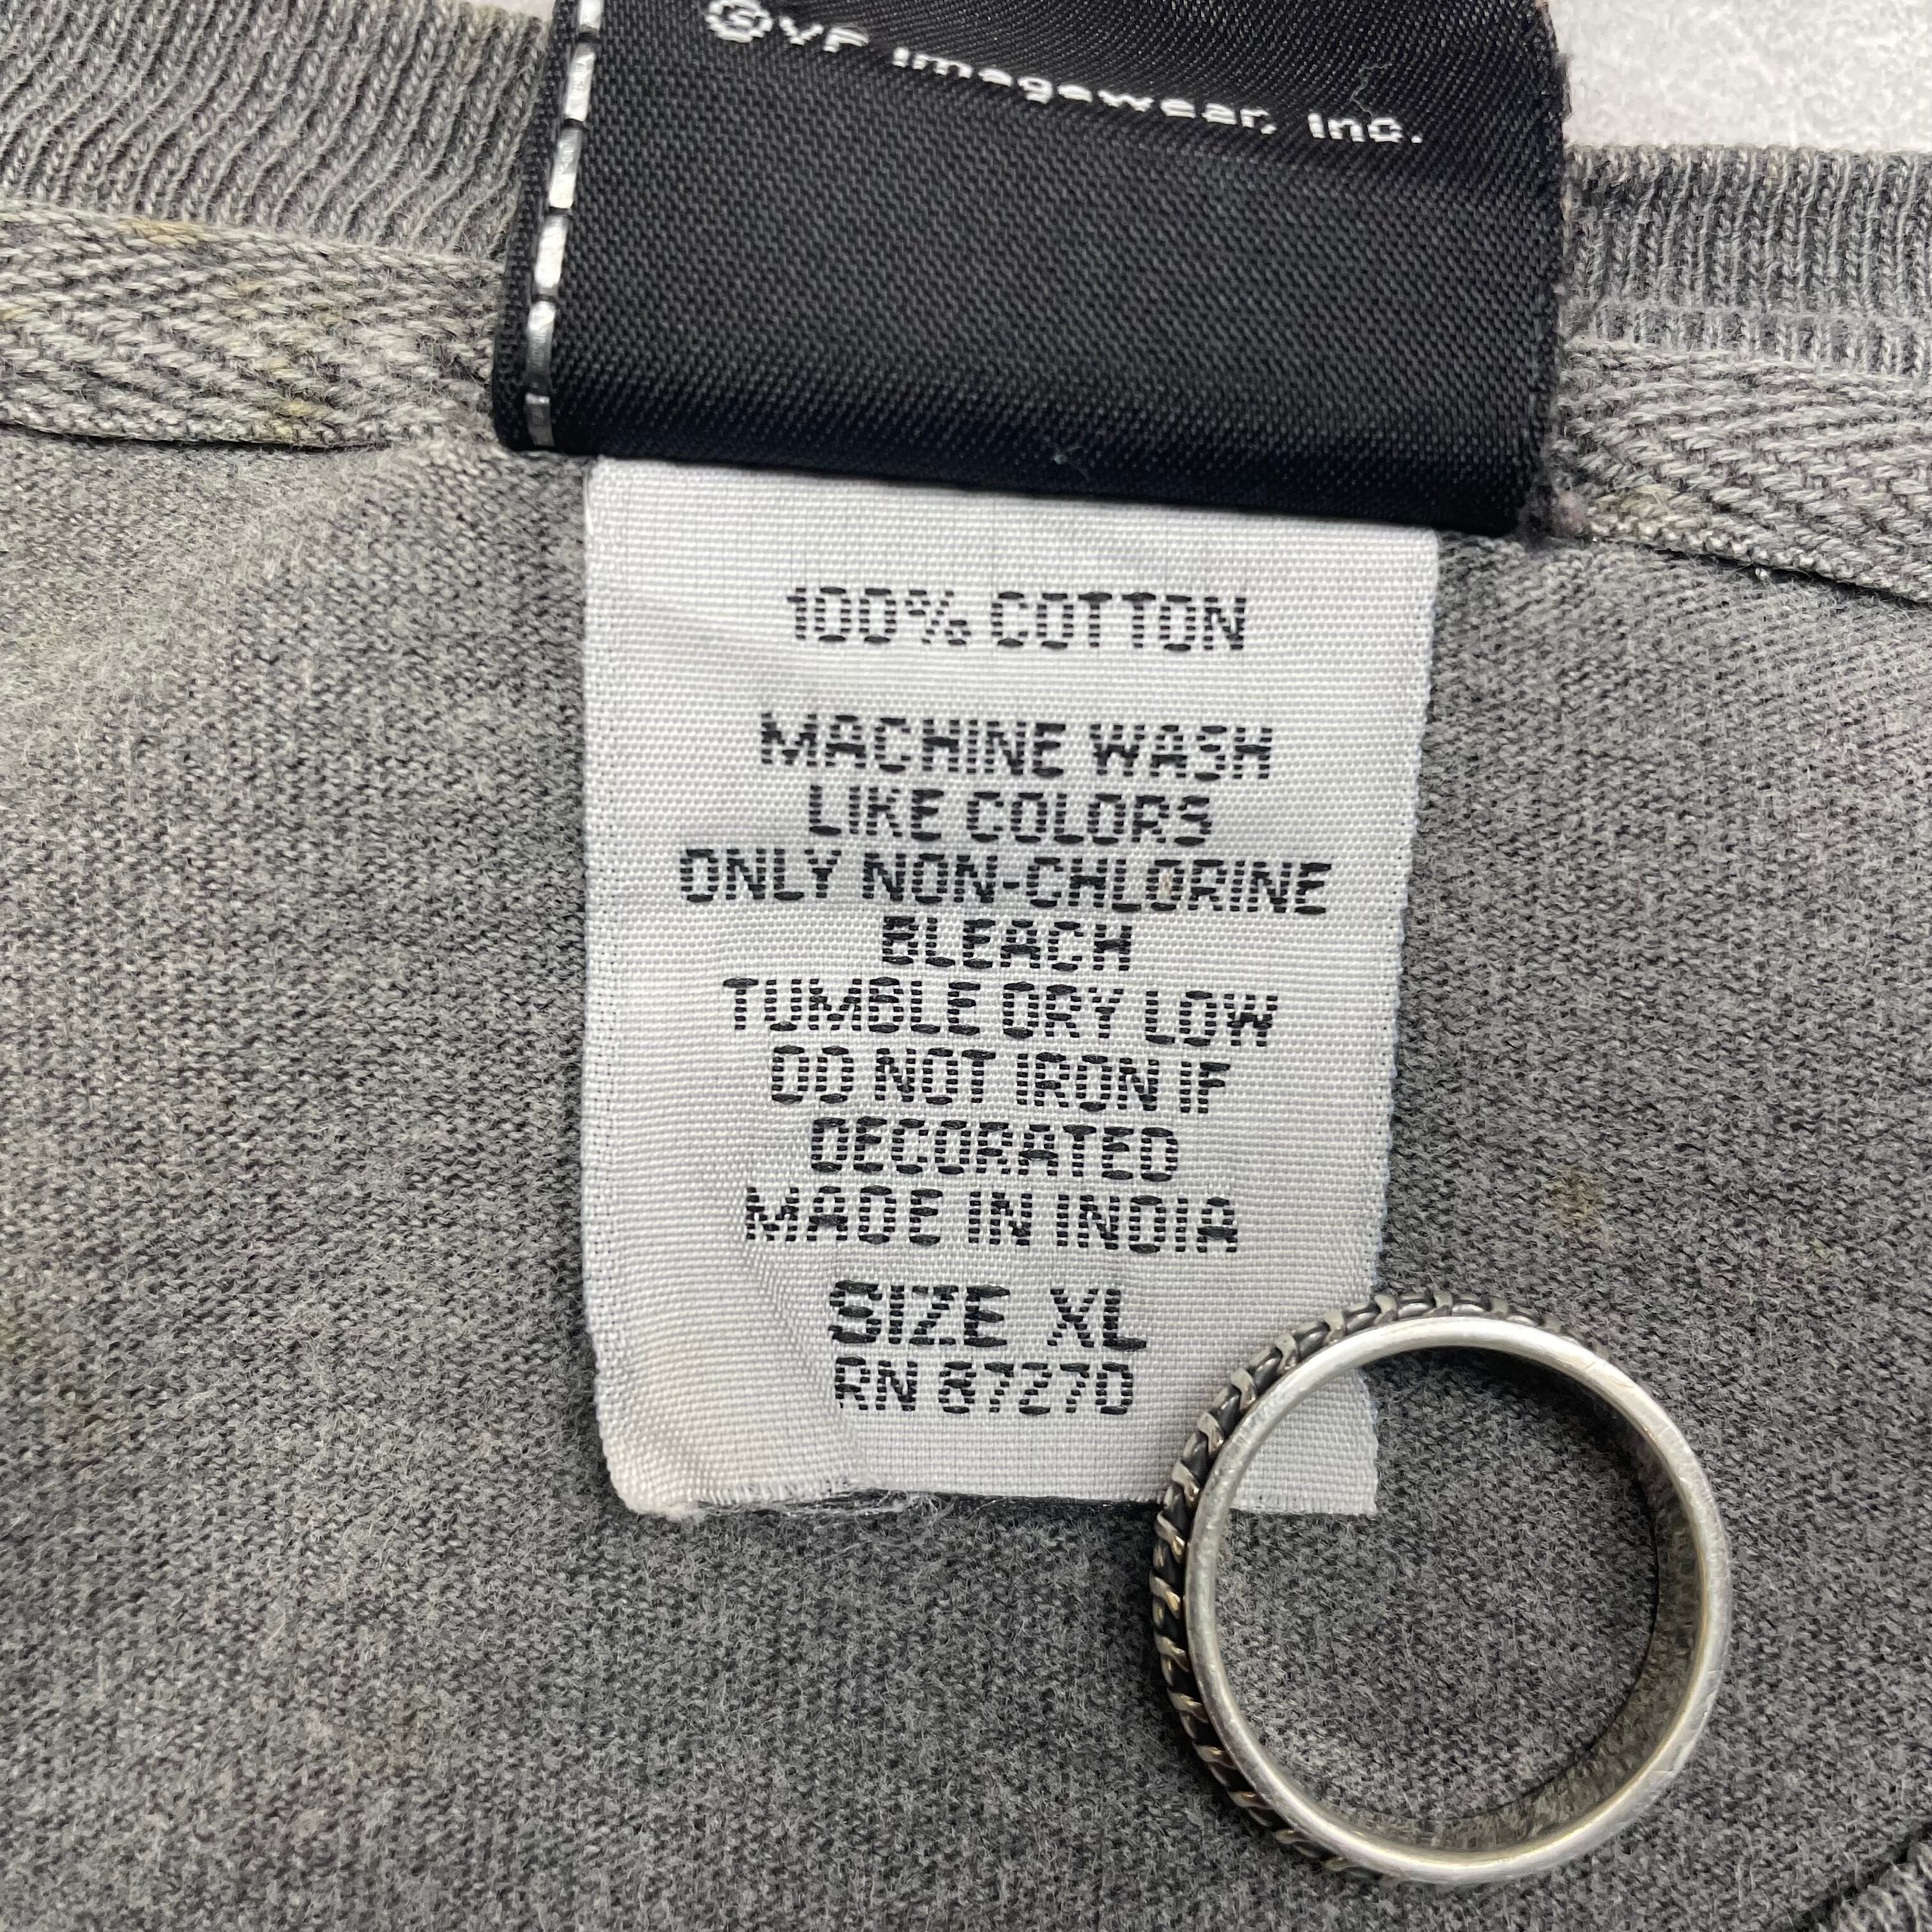 ©VF Imagewear, Inc.
100% COTTON
MACHINE WASH
LIKE COLORS
ONLY NON-CHLORINE
BLEACH
TUMBLE DRY LOW
DO NOT IRON IF
DECORATED
MADE IN INDIA
SIZE XL
RN 87270